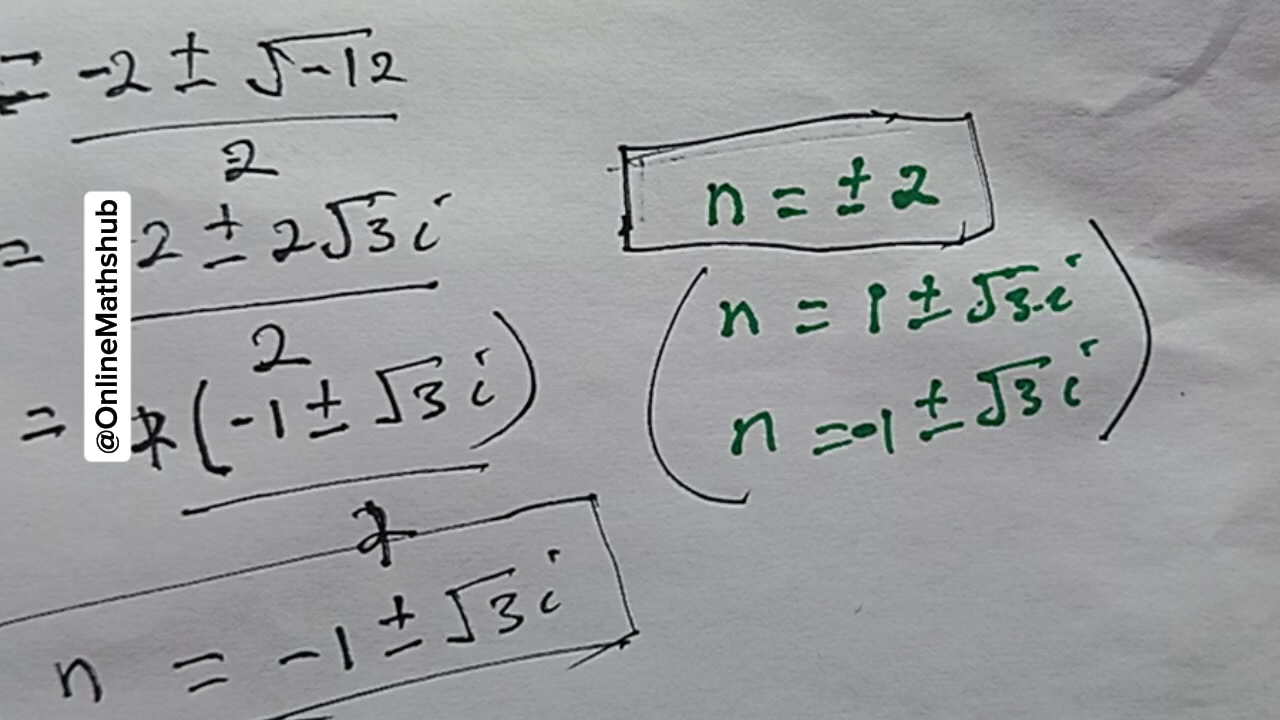 = -2 ± √-12
2
= 2 ± 2√3 i
2
= 2(-1 ± √3 i)
2
n = -1 ± √3 i
n = ± 2
n = 1 ± √3 i
n = -1 ± √3 i
@OnlineMathshub